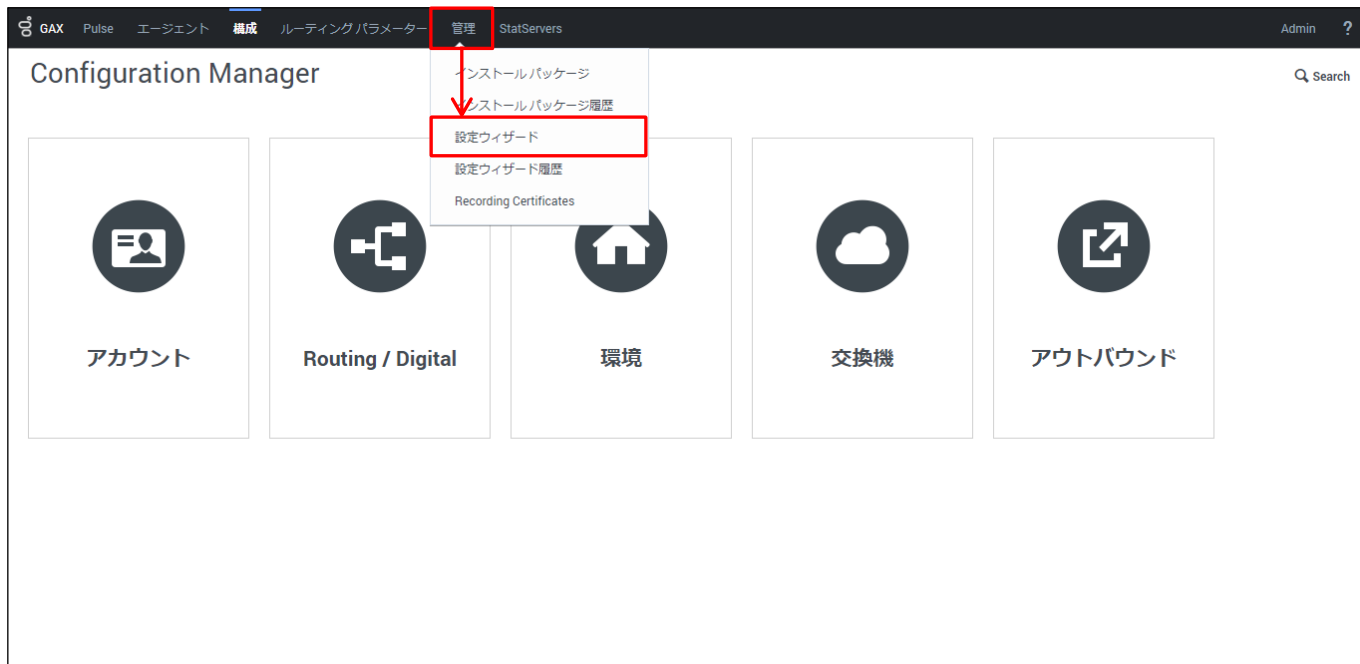 GAX Pulse エージェント 構成 ルーティング パラメーター 管理 StatServers Admin ?
Configuration Manager
Search
インストール パッケージ
インストール パッケージ履歴
設定ウィザード
設定ウィザード履歴
Recording Certificates
アカウント
Routing / Digital
環境
交換機
アウトバウンド